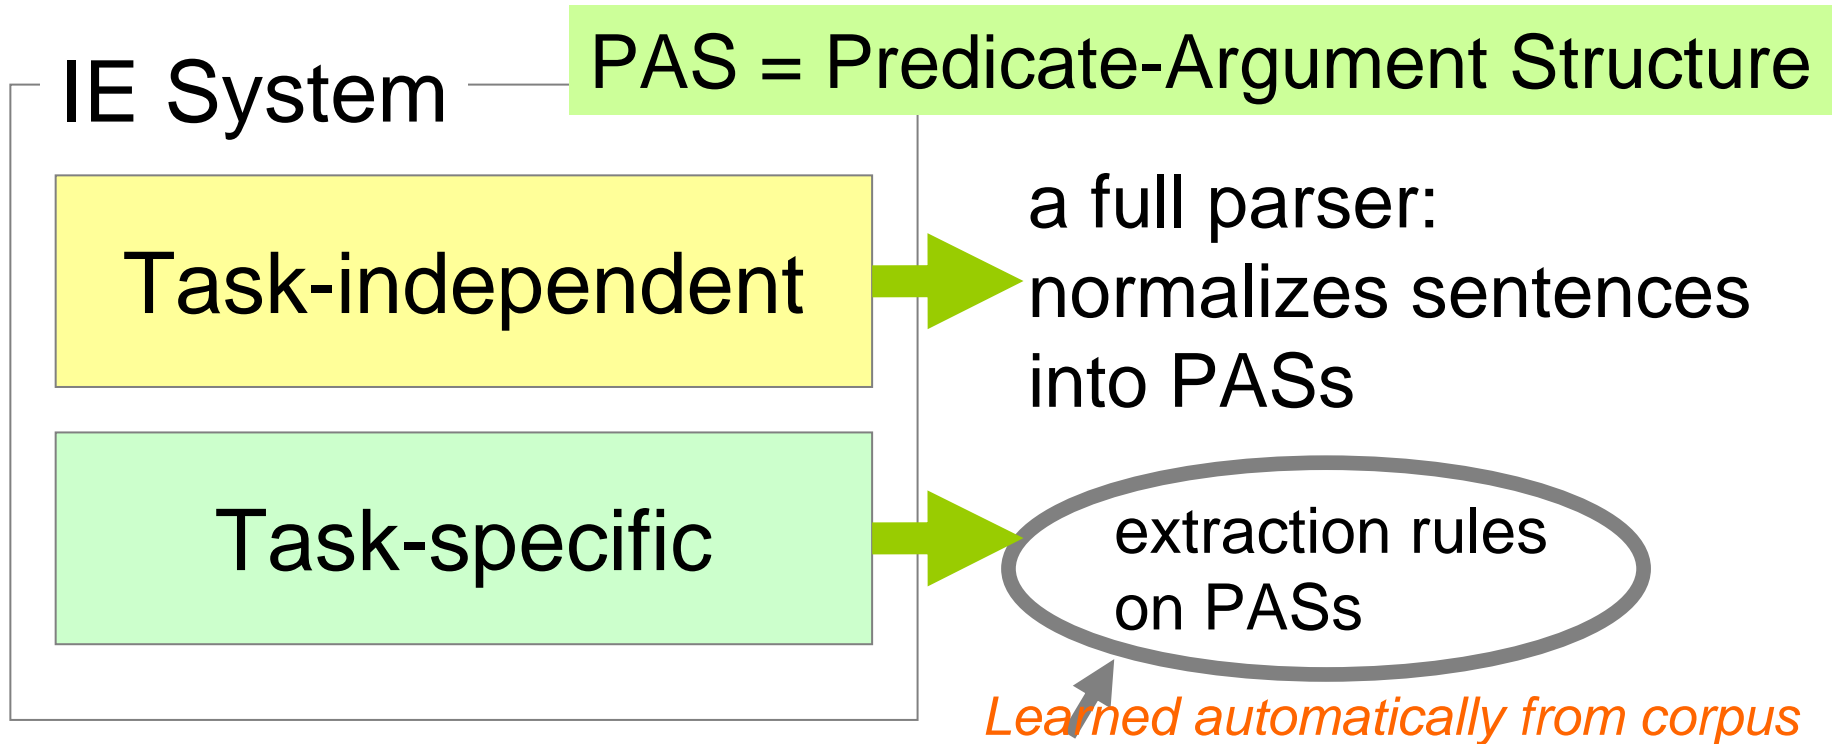 PAS = Predicate-Argument Structure
IE System
Task-independent
a full parser:
normalizes sentences
into PASs
Task-specific
extraction rules
on PASs
Learned automatically from corpus